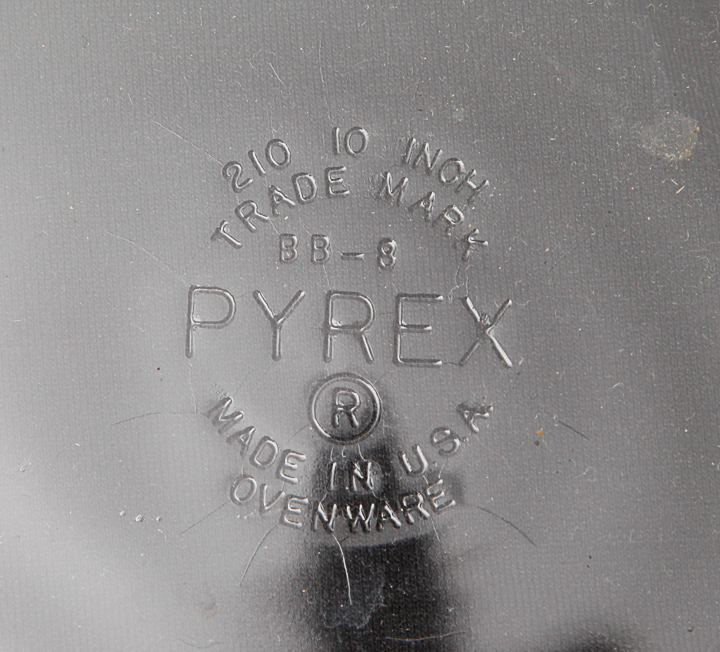 210 10 INCH
TRADE MARK
BB-8
PYREX
®
MADE IN U.S.A.
OVENWARE